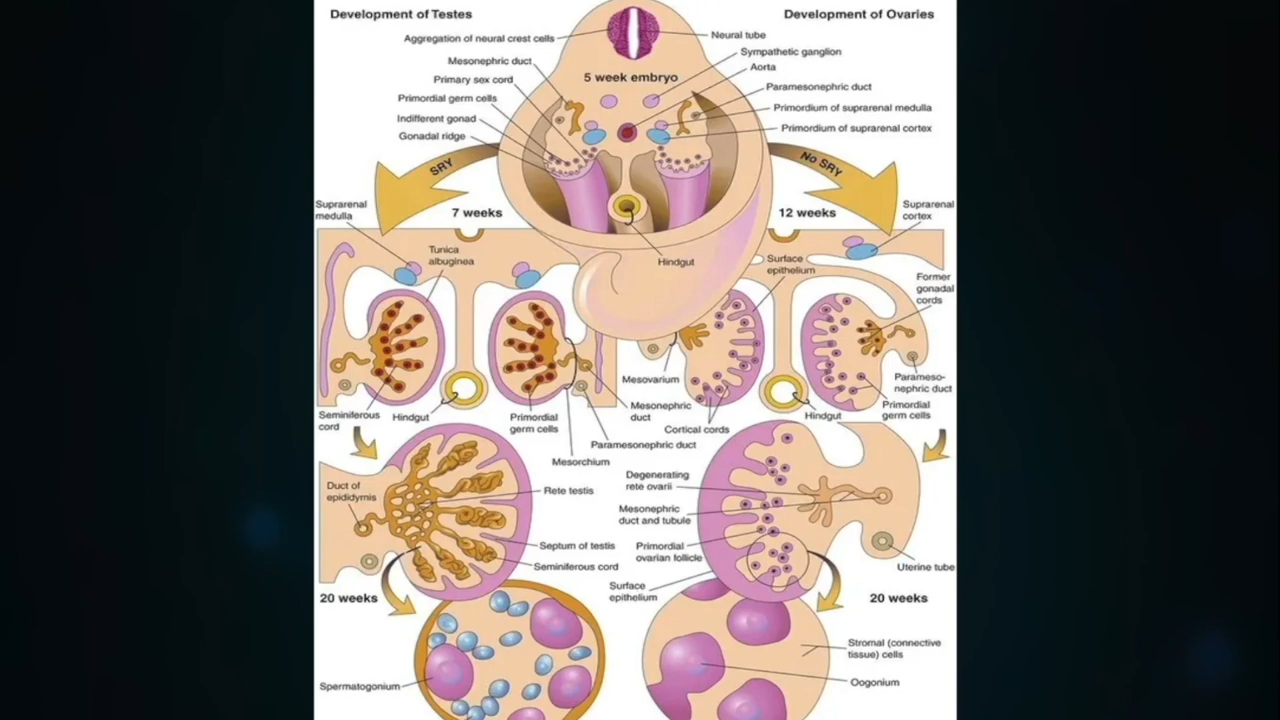 Development of Testes
Development of Ovaries
Aggregation of neural crest cells
Neural tube
Mesonephric duct
Sympathetic ganglion
Primary sex cord
5 week embryo
Aorta
Primordial germ cells
Paramesonephric duct
Indifferent gonad
Primordium of suprarenal medulla
Gonadal ridge
Primordium of suprarenal cortex
SRY
No SRY
Suprarenal
medulla
7 weeks
12 weeks
Suprarenal
cortex
Tunica
albuginea
Hindgut
Surface
epithelium
Former
gonadal
cords
Mesovarium
Parameso-
nephric duct
Seminiferous
cord
Hindgut
Primordial
germ cells
Mesonephric
duct
Cortical cords
Hindgut
Primordial
germ cells
Paramesonephric duct
Mesorchium
Duct of
epididymis
Rete testis
Degenerating
rete ovarii
Mesonephric
duct and tubule
Septum of testis
Primordial
ovarian follicle
Seminiferous cord
Uterine tube
Surface
epithelium
20 weeks
20 weeks
Stromal (connective
tissue) cells
Spermatogonium
Oogonium